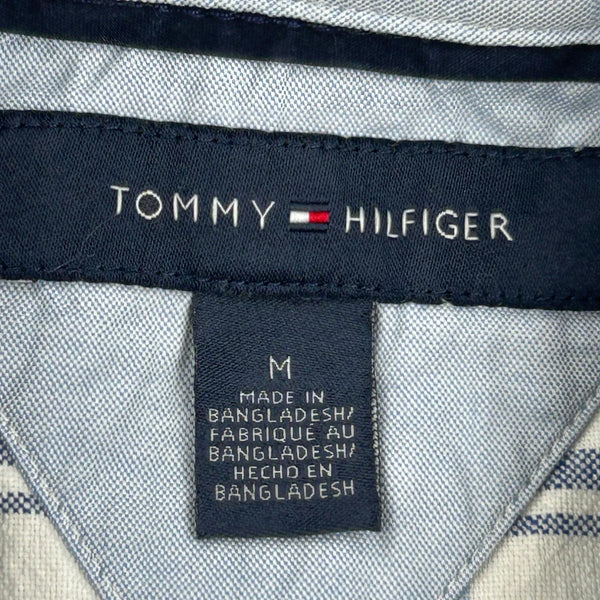 TOMMY HILFIGER
M
MADE IN
BANGLADESH/
FABRIQUÉ AU
BANGLADESH/
HECHO EN
BANGLADESH